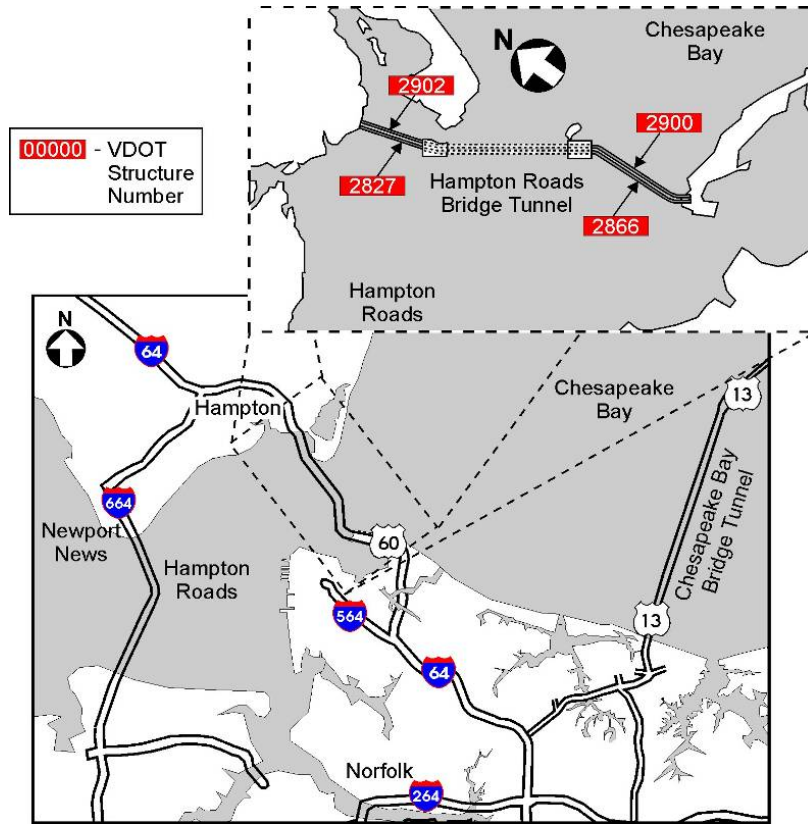 N
Chesapeake
Bay
2902
2900
00000 - VDOT
Structure
Number
2827
Hampton Roads
Bridge Tunnel
2866
Hampton
Roads
N
64
Chesapeake
Bay
13
Hampton
664
Newport
News
60
Hampton
Roads
Chesapeake Bay
Bridge Tunnel
564
13
64
Norfolk
264